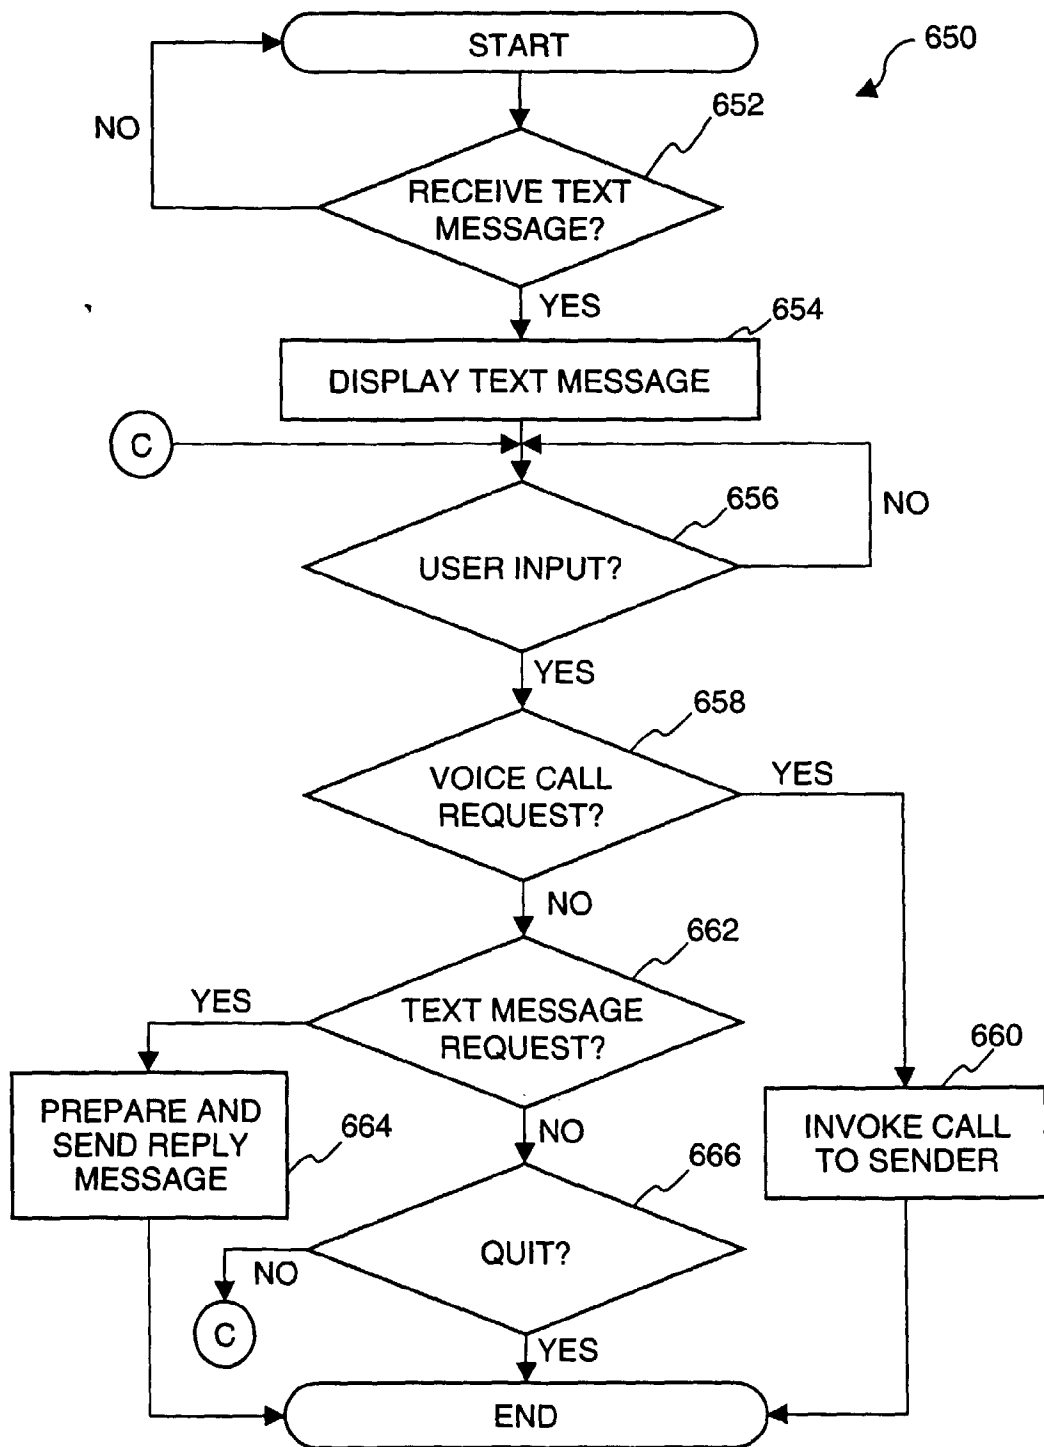 START
650
NO
652
RECEIVE TEXT
MESSAGE?
YES
654
DISPLAY TEXT MESSAGE
C
656
NO
USER INPUT?
YES
658
VOICE CALL
REQUEST?
YES
NO
662
YES
TEXT MESSAGE
REQUEST?
660
PREPARE AND
SEND REPLY
MESSAGE
664
INVOKE CALL
TO SENDER
NO
666
QUIT?
NO
C
YES
END